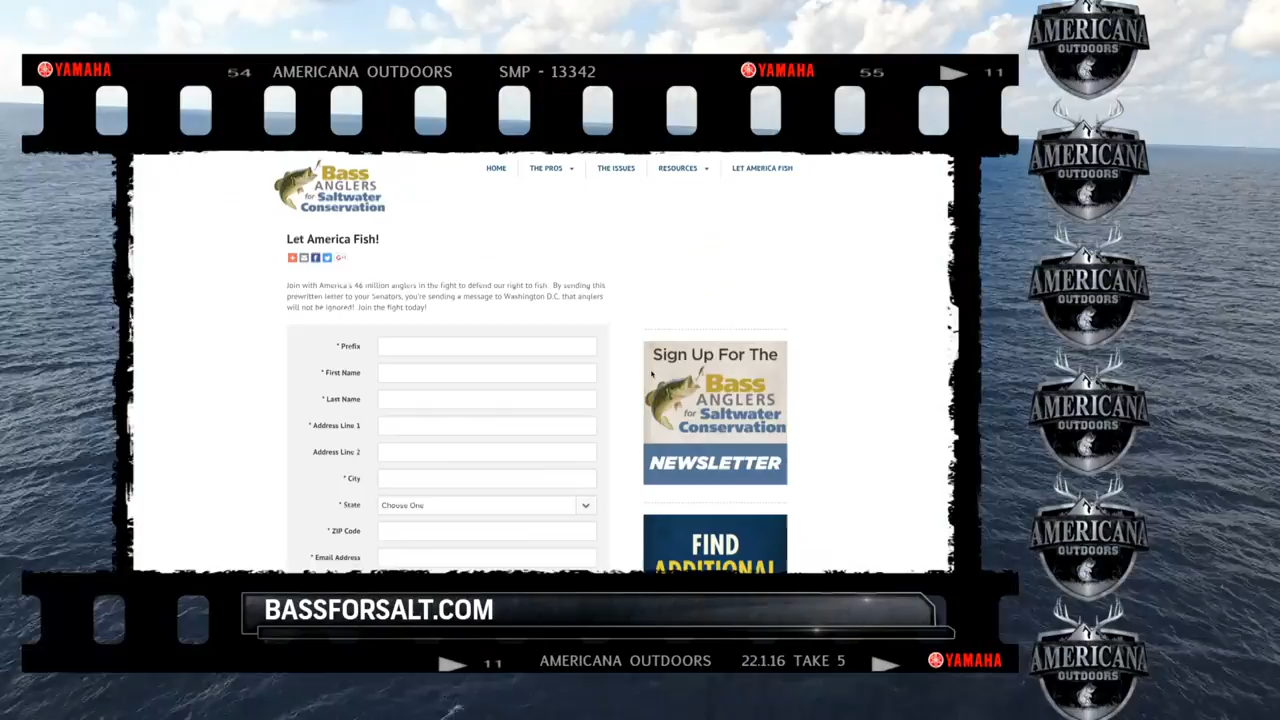 YAMAHA
54 AMERICANA OUTDOORS SMP - 13342
YAMAHA
55
11
Bass
ANGLERS
for Saltwater
Conservation
HOME THE PROS THE ISSUES RESOURCES LET AMERICA FISH
Let America Fish!
Join with America's 46 million anglers in the fight to defend our right to fish. By sending this
prewritten letter to your Senators, you're sending a message to Washington D.C. that anglers
will not be ignored! Join the fight today!
* Prefix
* First Name
* Last Name
* Address Line 1
Address Line 2
* City
* State Choose One
* ZIP Code
* Email Address
Sign Up For The
Bass
ANGLERS
for Saltwater
Conservation
NEWSLETTER
FIND
ADDITIONAL
BASSFORSALT.COM
11 AMERICANA OUTDOORS 22.1.16 TAKE 5
YAMAHA
AMERICANA
OUTDOORS
AMERICANA
OUTDOORS
AMERICANA
OUTDOORS
AMERICANA
OUTDOORS
AMERICANA
OUTDOORS
AMERICANA
OUTDOORS